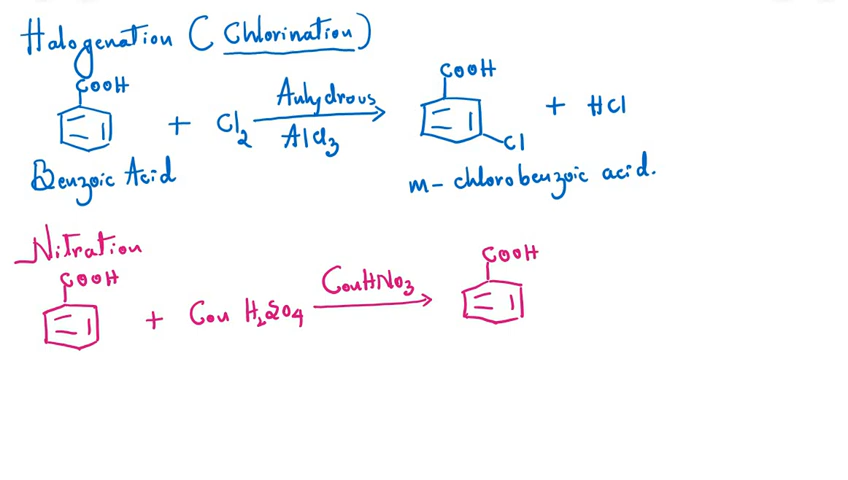 Halogenation ( Chlorination )
COOH
+ Cl2 Anhydrous AlCl3
COOH
Cl
+ HCl
Benzoic Acid
m- chlorobenzoic acid.
Nitration
COOH
+ Con H2SO4 Con HNO3
COOH